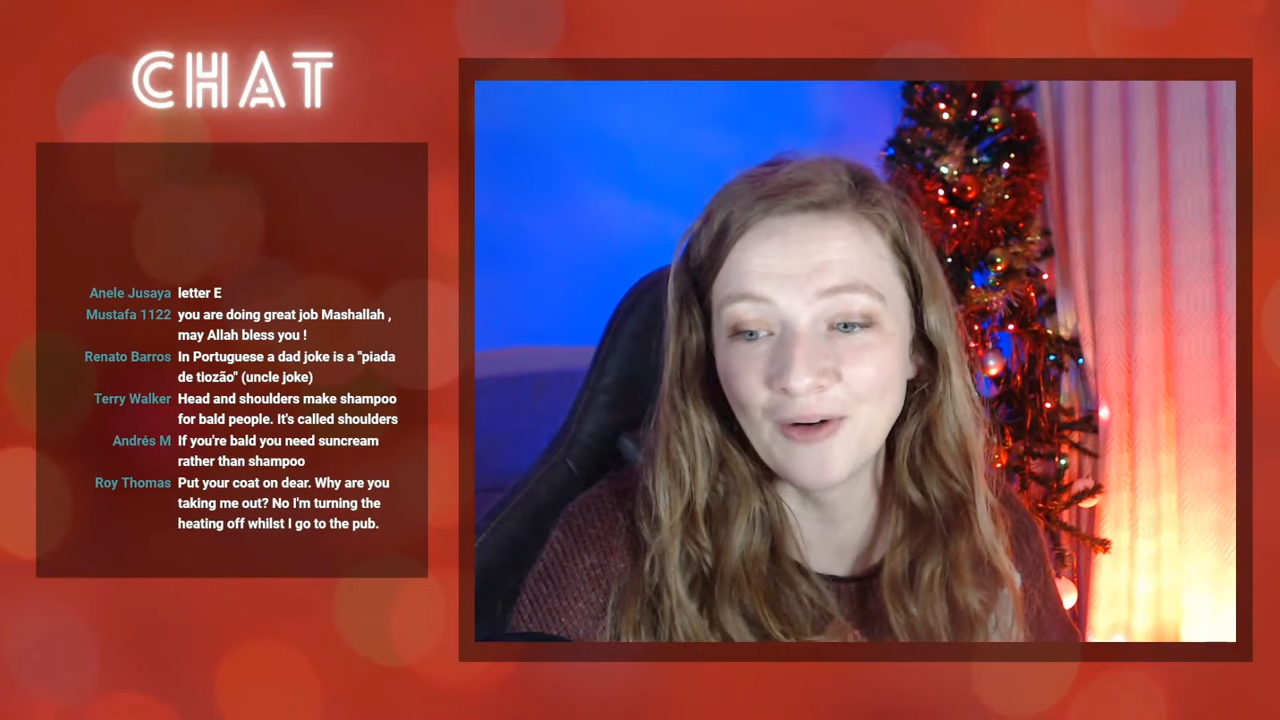 CHAT
Anele Jusaya letter E
Mustafa 1122 you are doing great job Mashallah ,
may Allah bless you !
Renato Barros In Portuguese a dad joke is a "piada
de tiozão" (uncle joke)
Terry Walker Head and shoulders make shampoo
for bald people. It's called shoulders
Andrés M If you're bald you need suncream
rather than shampoo
Roy Thomas Put your coat on dear. Why are you
taking me out? No I'm turning the
heating off whilst I go to the pub.